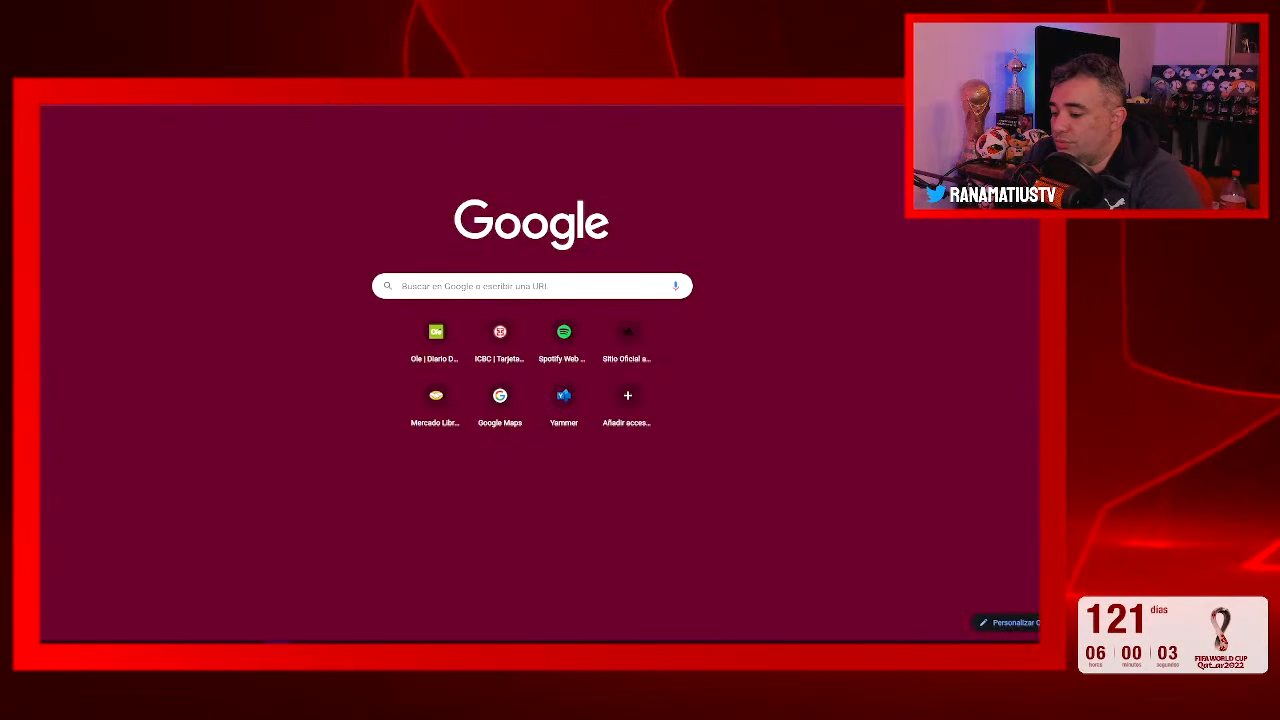 RANAMATIUSTV
Google
Buscar en Google o escribir una URL
Ole
Ole | Diario D...
ICBC | Tarjeta...
Spotify Web ...
Sitio Oficial a...
Mercado Libr...
Google Maps
Yammer
Añadir acces...
Personalizar C
121 días
06 00 03
horas minutos segundos
FIFA WORLD CUP
Qatar2022